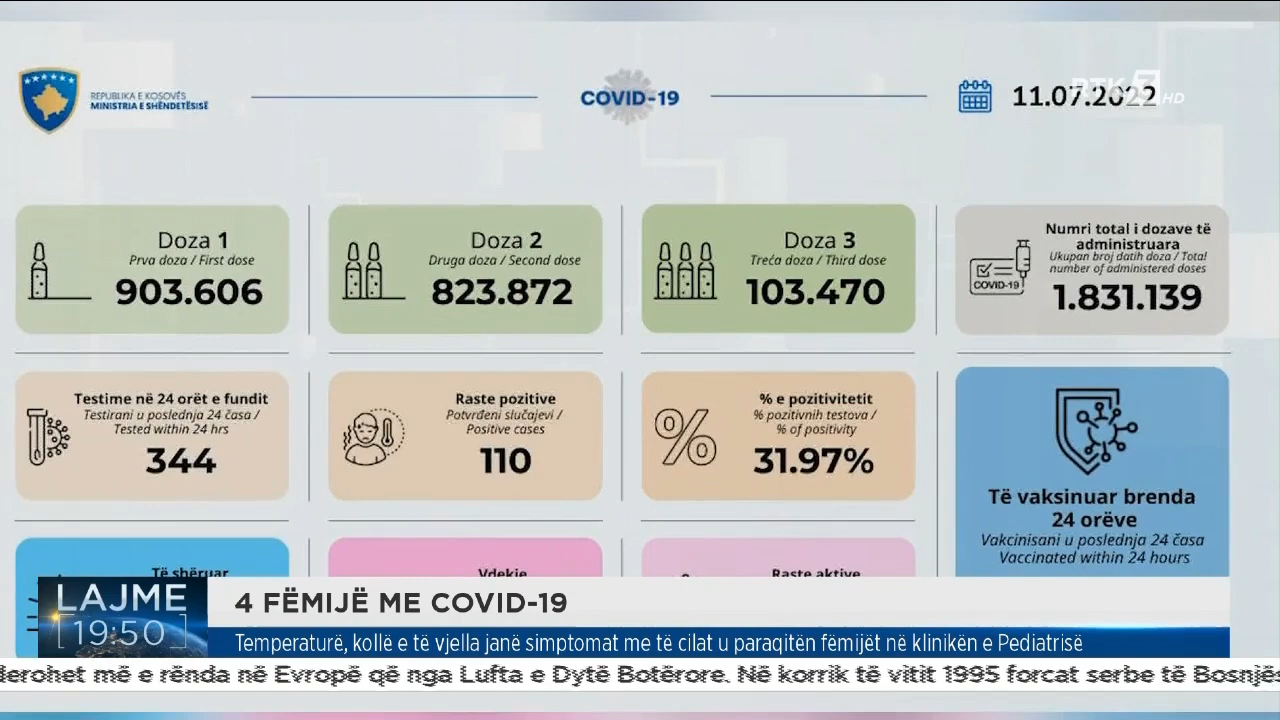 REPUBLIKA E KOSOVËS
MINISTRIA E SHËNDETËSISË
COVID-19
11.07.2022
RTK 3 HD
Doza 1
Prva doza / First dose
903.606
Doza 2
Druga doza / Second dose
823.872
Doza 3
Treća doza / Third dose
103.470
Numri total i dozave të
administruara
Ukupan broj datih doza / Total
number of administered doses
COVID-19
1.831.139
Testime në 24 orët e fundit
Testirani u poslednja 24 časa /
Tested within 24 hrs
344
Raste pozitive
Potvrđeni slučajevi /
Positive cases
110
% e pozitivitetit
% pozitivnih testova /
% of positivity
31.97%
Të vaksinuar brenda
24 orëve
Vakcinisani u poslednja 24 časa
Vaccinated within 24 hours
Të shëruar
Vdekje
Raste aktive
LAJME
19:50
4 FËMIJË ME COVID-19
Temperaturë, kollë e të vjella janë simptomat me të cilat u paraqitën fëmijët në klinikën e Pediatrisë
derohet më e rënda në Evropë që nga Lufta e Dytë Botërore. Në korrik të vitit 1995 forcat serbe të Bosnjës